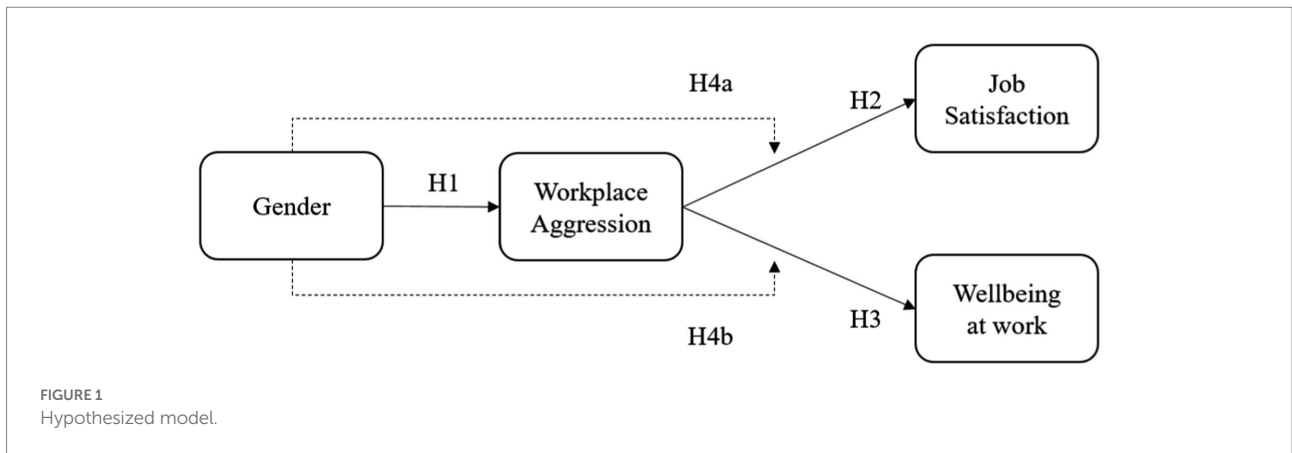 H4a
H2
Job
Satisfaction
Gender
H1
Workplace
Aggression
H4b
H3
Wellbeing
at work
FIGURE 1
Hypothesized model.